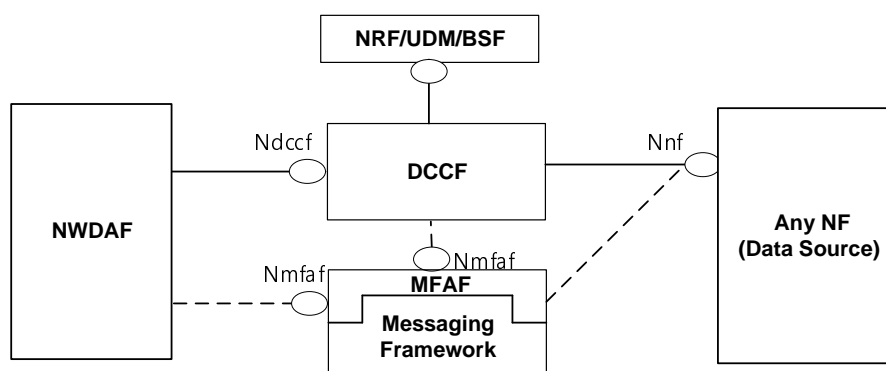 NRF/UDM/BSF
Ndccf
Nnf
DCCF
NWDAF
Any NF
(Data Source)
Nmfaf
Nmfaf
MFAF
Messaging
Framework